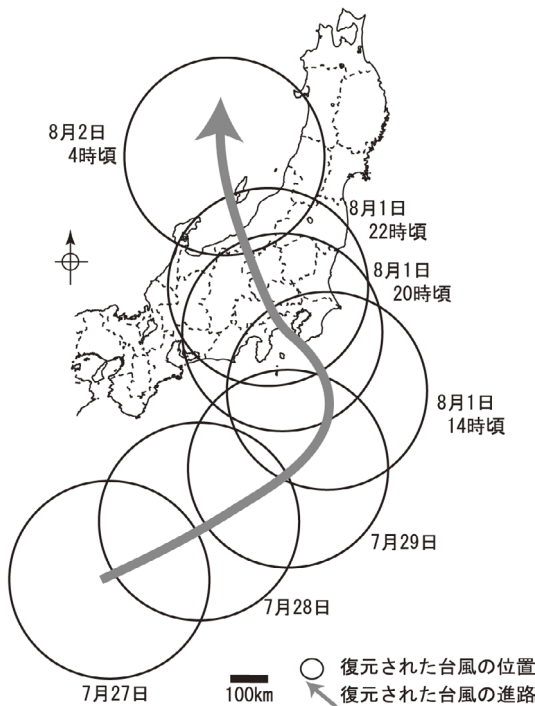 8月2日
4時頃
8月1日
22時頃
8月1日
20時頃
8月1日
14時頃
7月29日
7月28日
7月27日
100km
復元された台風の位置
復元された台風の進路